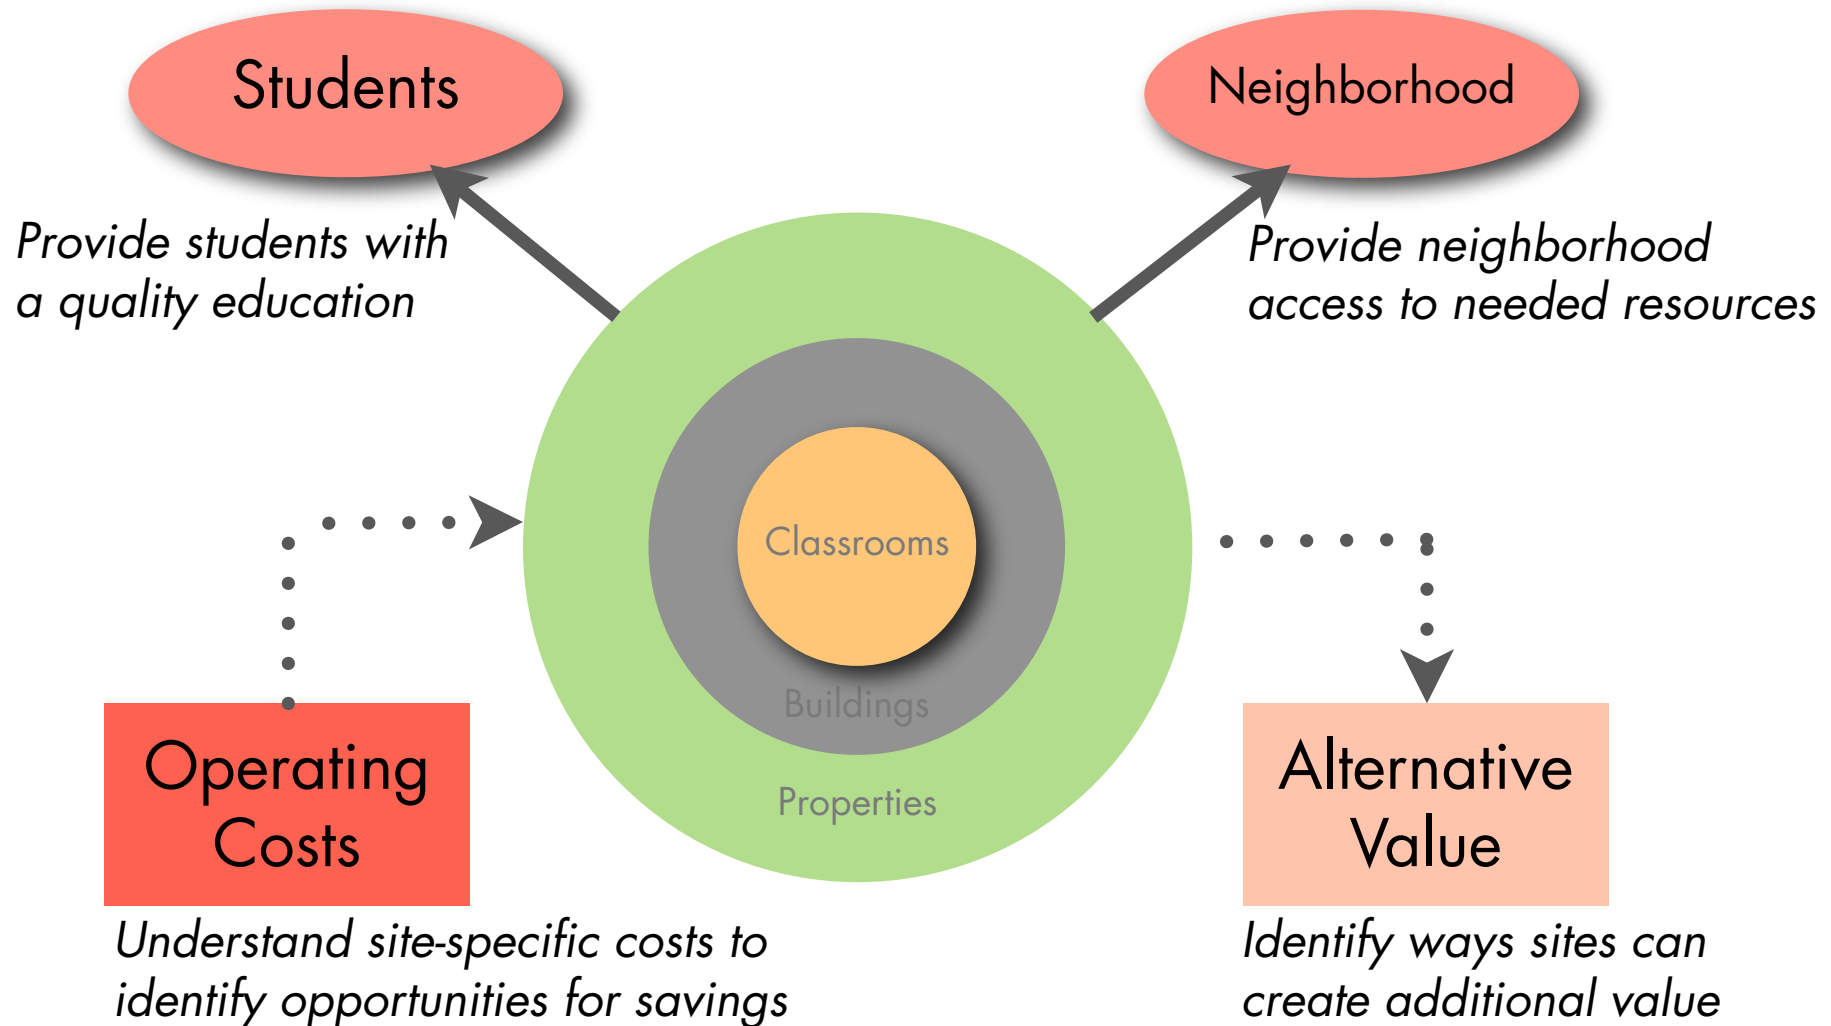 Students
Neighborhood
Provide students with
a quality education
Provide neighborhood
access to needed resources
Classrooms
Buildings
Properties
Operating
Costs
Alternative
Value
Understand site-specific costs to
identify opportunities for savings
Identify ways sites can
create additional value